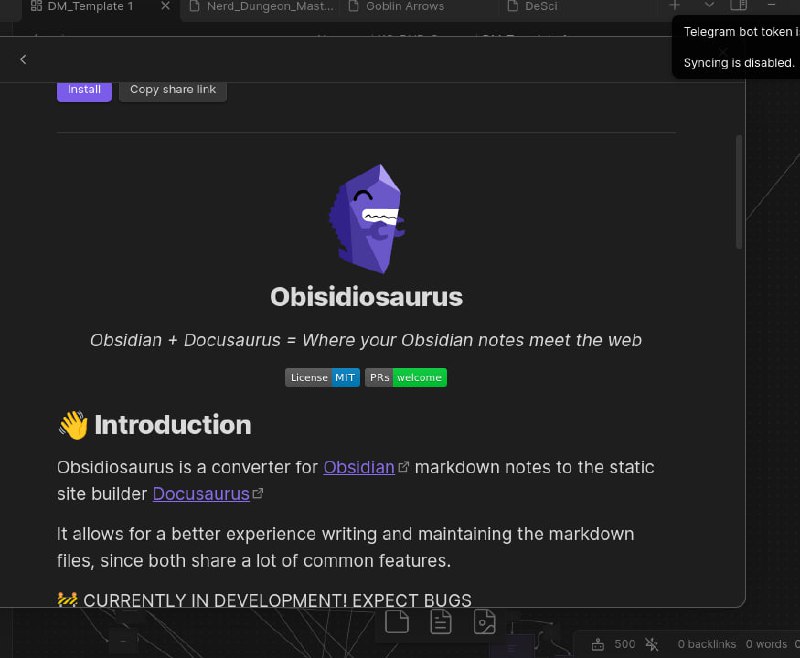 DM_Template 1
Nerd_Dungeon_Mast...
Goblin Arrows
DeSci
Telegram bot token
Syncing is disabled.
Install
Copy share link
Obisidiosaurus
Obsidian + Docusaurus = Where your Obsidian notes meet the web
License MIT PRs welcome
👋 Introduction
Obsidiosaurus is a converter for Obsidian markdown notes to the static
site builder Docusaurus
It allows for a better experience writing and maintaining the markdown
files, since both share a lot of common features.
🚧 CURRENTLY IN DEVELOPMENT! EXPECT BUGS
500 0 backlinks 0 words